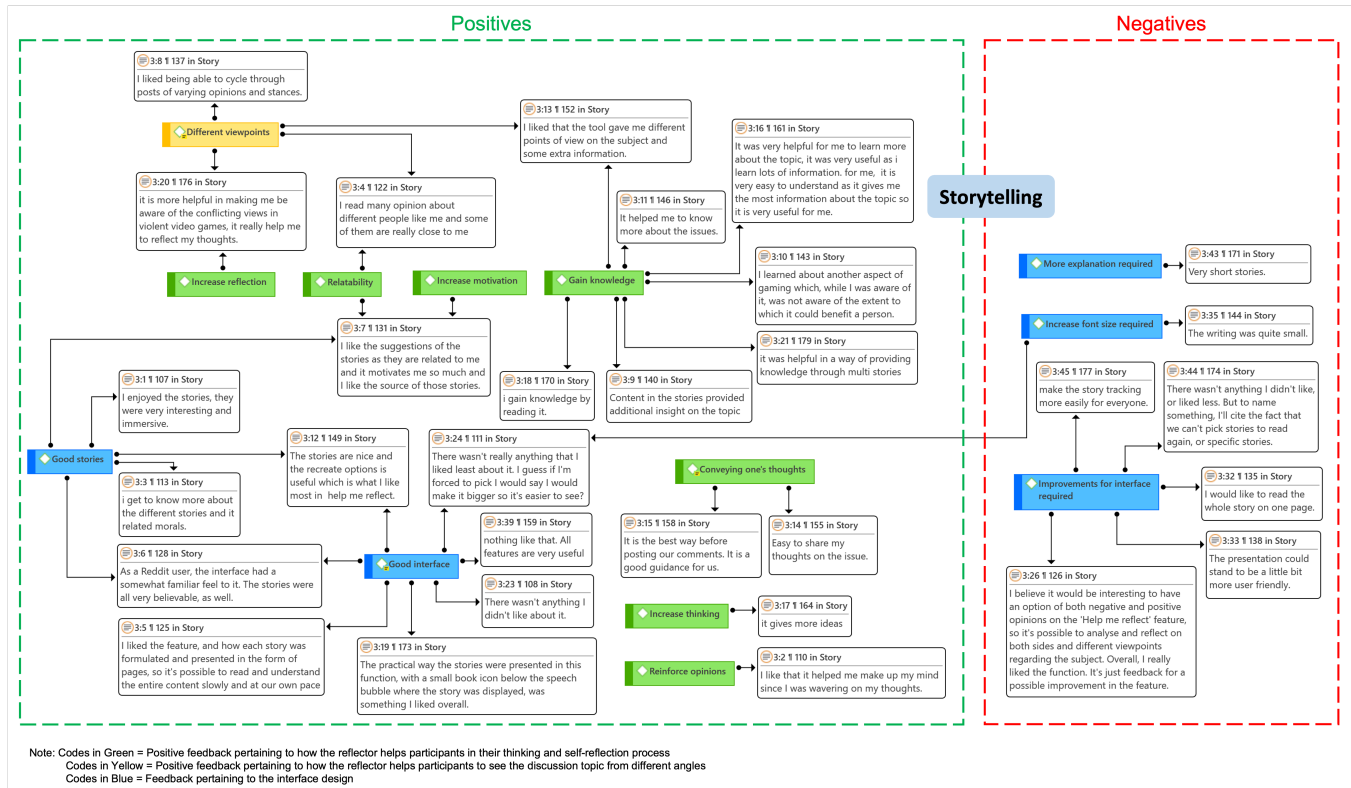 Positives
Negatives
3:8 ¶ 137 in Story
I liked being able to cycle through
posts of varying opinions and stances.
Different viewpoints
3:13 ¶ 152 in Story
I liked that the tool gave me different
points of view on the subject and
some extra information.
3:16 ¶ 161 in Story
It was very helpful for me to learn more
about the topic, it was very useful as i
learn lots of information. for me, it is
very easy to understand as it gives me
the most information about the topic so
it is very useful for me.
3:20 ¶ 176 in Story
it is more helpful in making me be
aware of the conflicting views in
violent video games, it really help me
to reflect my thoughts.
3:4 ¶ 122 in Story
I read many opinion about
different people like me and some
of them are really close to me
3:11 ¶ 146 in Story
It helped me to know
more about the issues.
Storytelling
Increase reflection
Relatability
Increase motivation
Gain knowledge
3:10 ¶ 143 in Story
I learned about another aspect of
gaming which, while I was aware of
it, was not aware of the extent to
which it could benefit a person.
More explanation required
3:43 ¶ 171 in Story
Very short stories.
3:7 ¶ 131 in Story
I like the suggestions of the
stories as they are related to me
and it motivates me so much and
I like the source of those stories.
Increase font size required
3:35 ¶ 144 in Story
The writing was quite small.
3:21 ¶ 179 in Story
it was helpful in a way of providing
knowledge through multi stories
3:1 ¶ 107 in Story
I enjoyed the stories, they
were very interesting and
immersive.
3:18 ¶ 170 in Story
i gain knowledge by
reading it.
3:9 ¶ 140 in Story
Content in the stories provided
additional insight on the topic
3:45 ¶ 177 in Story
make the story tracking
more easily for everyone.
3:44 ¶ 174 in Story
There wasn't anything I didn't like,
or liked less. But to name
something, I'll cite the fact that
we can't pick stories to read
again, or specific stories.
Good stories
3:12 ¶ 149 in Story
The stories are nice and
the recreate options is
useful which is what I like
most in  help me reflect.
3:24 ¶ 111 in Story
There wasn't really anything that I
liked least about it. I guess if I'm
forced to pick I would say I would
make it bigger so it's easier to see?
Conveying one's thoughts
3:3 ¶ 113 in Story
i get to know more about
the different stories and it
related morals.
Improvements for interface
required
3:32 ¶ 135 in Story
I would like to read the
whole story on one page.
3:39 ¶ 159 in Story
nothing like that. All
features are very useful
3:15 ¶ 158 in Story
It is the best way before
posting our comments. It is a
good guidance for us.
3:14 ¶ 155 in Story
Easy to share my
thoughts on the issue.
3:33 ¶ 138 in Story
The presentation could
stand to be a little bit
more user friendly.
3:6 ¶ 128 in Story
As a Reddit user, the interface had a
somewhat familiar feel to it. The stories were
all very believable, as well.
Good interface
3:23 ¶ 108 in Story
There wasn't anything I
didn't like about it.
3:26 ¶ 126 in Story
I believe it would be interesting to have
an option of both negative and positive
opinions on the 'Help me reflect' feature,
so it's possible to analyse and reflect on
both sides and different viewpoints
regarding the subject. Overall, I really
liked the function. It's just feedback for a
possible improvement in the feature.
Increase thinking
3:17 ¶ 164 in Story
it gives more ideas
3:5 ¶ 125 in Story
I liked the feature, and how each story was
formulated and presented in the form of
pages, so it's possible to read and understand
the entire content slowly and at our own pace
3:19 ¶ 173 in Story
The practical way the stories were presented in this
function, with a small book icon below the speech
bubble where the story was displayed, was
something I liked overall.
Reinforce opinions
3:2 ¶ 110 in Story
I like that it helped me make up my mind
since I was wavering on my thoughts.
Note: Codes in Green = Positive feedback pertaining to how the reflector helps participants in their thinking and self-reflection process
Codes in Yellow = Positive feedback pertaining to how the reflector helps participants to see the discussion topic from different angles
Codes in Blue = Feedback pertaining to the interface design